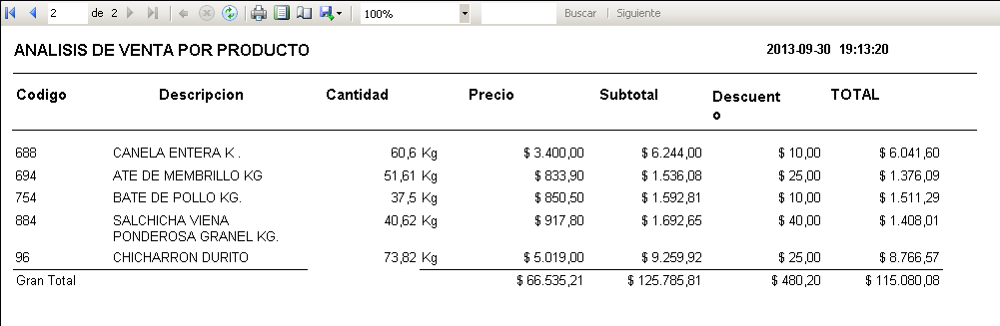 2 de 2 100% Buscar | Siguiente
ANALISIS DE VENTA POR PRODUCTO 2013-09-30 19:13:20
Codigo Descripcion Cantidad Precio Subtotal Descuento TOTAL
688 CANELA ENTERA K . 60,6 Kg $ 3.400,00 $ 6.244,00 $ 10,00 $ 6.041,60
694 ATE DE MEMBRILLO KG 51,61 Kg $ 833,90 $ 1.536,08 $ 25,00 $ 1.376,09
754 BATE DE POLLO KG. 37,5 Kg $ 850,50 $ 1.592,81 $ 10,00 $ 1.511,29
884 SALCHICHA VIENA 40,62 Kg $ 917,80 $ 1.692,65 $ 40,00 $ 1.408,01
PONDEROSA GRANEL KG.
96 CHICHARRON DURITO 73,82 Kg $ 5.019,00 $ 9.259,92 $ 25,00 $ 8.766,57
Gran Total $ 66.535,21 $ 125.785,81 $ 480,20 $ 115.080,08